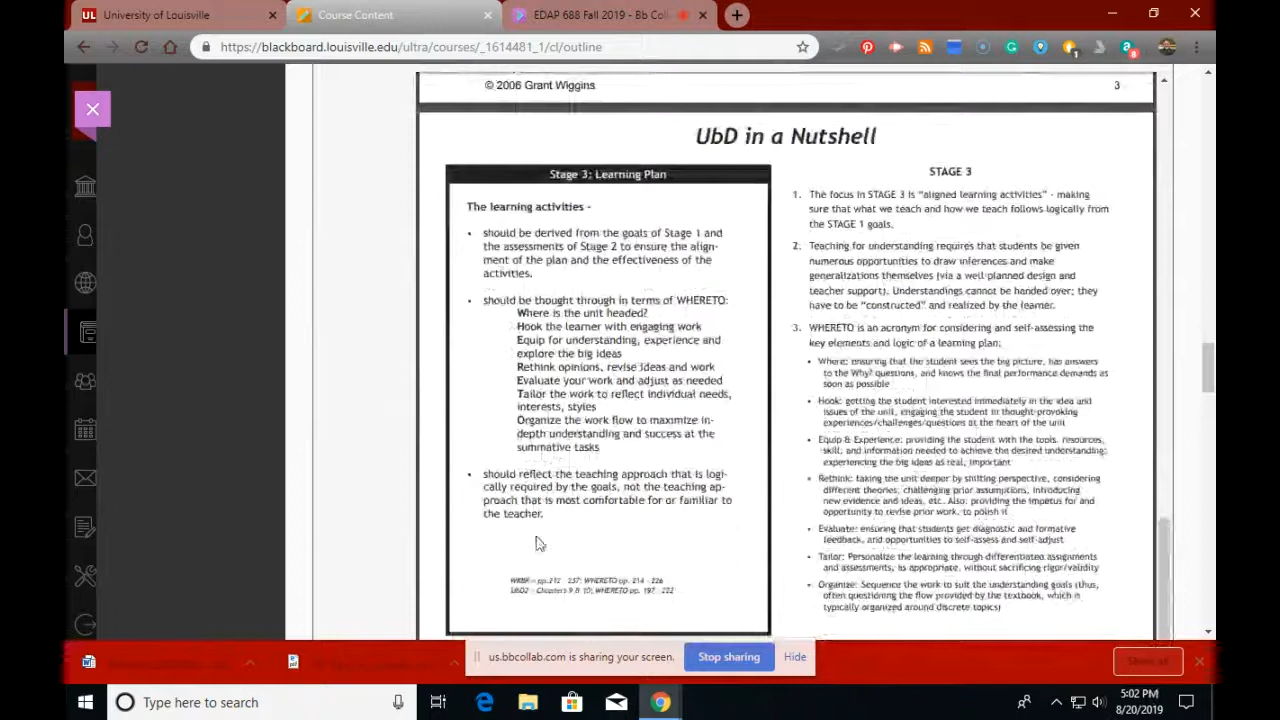 University of Louisville
Course Content
EDAP 688 Fall 2019 - Bb Coll
https://blackboard.louisville.edu/ultra/courses/_1614481_1/cl/outline
© 2006 Grant Wiggins
3
UbD in a Nutshell
Stage 3: Learning Plan
The learning activities -
• should be derived from the goals of Stage 1 and
the assessments of Stage 2 to ensure the align-
ment of the plan and the effectiveness of the
activities.
• should be thought through in terms of WHERETO:
Where is the unit headed?
Hook the learner with engaging work
Equip for understanding, experience and
explore the big ideas
Rethink opinions, revise ideas and work
Evaluate your work and adjust as needed
Tailor the work to reflect individual needs,
interests, styles
Organize the work flow to maximize in-
depth understanding and success at the
summative tasks
• should reflect the teaching approach that is logi-
cally required by the goals, not the teaching ap-
proach that is most comfortable for or familiar to
the teacher.
pp.212 - 237; WHERETO pp. 214 - 226
UbD2 - Chapters 9 & 10; WHERETO pp. 197 - 222
STAGE 3
1. The focus in STAGE 3 is "aligned learning activities" - making
sure that what we teach and how we teach follows logically from
the STAGE 1 goals.
2. Teaching for understanding requires that students be given
numerous opportunities to draw inferences and make
generalizations themselves (via a well-planned design and
teacher support). Understandings cannot be handed over; they
have to be "constructed" and realized by the learner.
3. WHERETO is an acronym for considering and self-assessing the
key elements and logic of a learning plan:
• Where: ensuring that the student sees the big picture, has answers
to the Why? questions, and knows the final performance demands as
soon as possible
• Hook: getting the student interested immediately in the idea and
issues of the unit, engaging the student in thought-provoking
experiences/challenges/questions at the heart of the unit
• Equip & Experience: providing the student with the tools, resources,
skill, and information needed to achieve the desired understanding;
experiencing the big ideas as real, important
• Rethink: taking the unit deeper by shifting perspective, considering
different theories, challenging prior assumptions, introducing
new evidence and ideas, etc. Also: providing the impetus for and
opportunity to revise prior work, to polish it
• Evaluate: ensuring that students get diagnostic and formative
feedback, and opportunities to self-assess and self-adjust
• Tailor: Personalize the learning through differentiated assignments
and assessments, as appropriate, without sacrificing rigor/validity
• Organize: Sequence the work to suit the understanding goals (thus,
often questioning the flow provided by the textbook, which is
typically organized around discrete topics)
us.bbcollab.com is sharing your screen.
Stop sharing
Hide
Show all
Type here to search
5:02 PM
8/20/2019